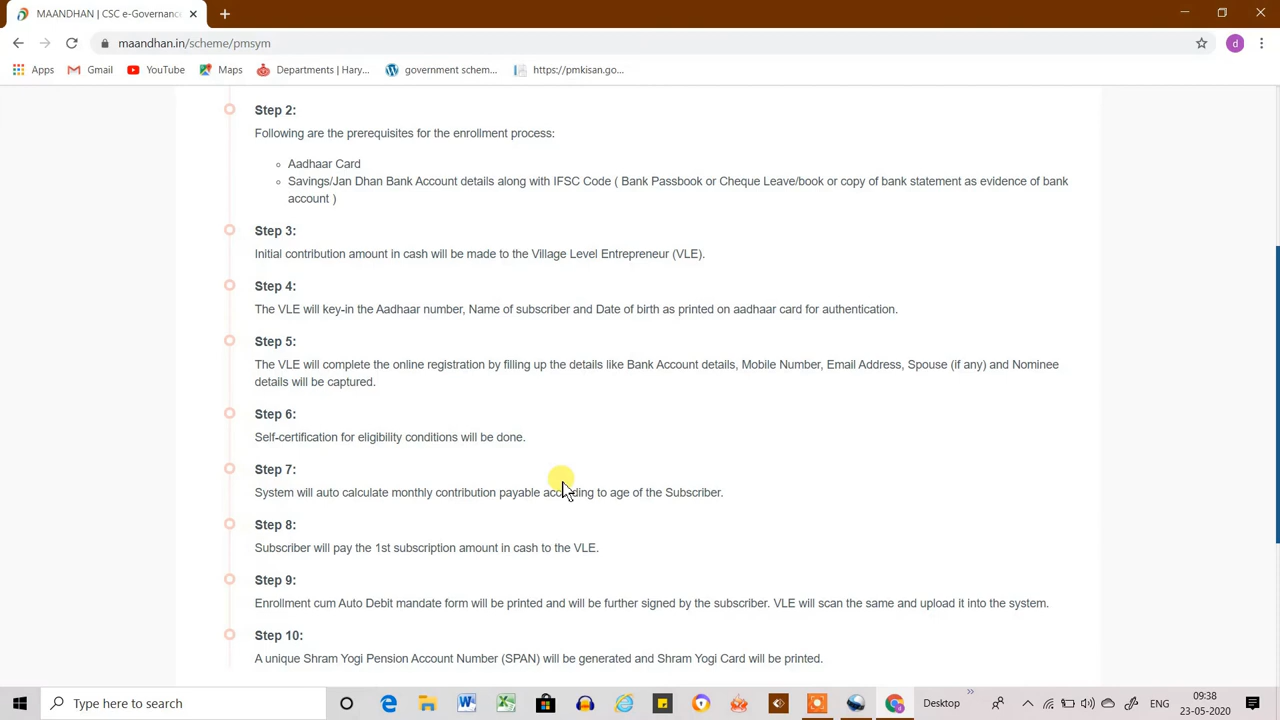 MAANDHAN | CSC e-Governance
maandhan.in/scheme/pmsym
d
Apps
Gmail
YouTube
Maps
Departments | Hary...
government schem...
https://pmkisan.go...
Step 2:
Following are the prerequisites for the enrollment process:
Aadhaar Card
Savings/Jan Dhan Bank Account details along with IFSC Code ( Bank Passbook or Cheque Leave/book or copy of bank statement as evidence of bank
account )
Step 3:
Initial contribution amount in cash will be made to the Village Level Entrepreneur (VLE).
Step 4:
The VLE will key-in the Aadhaar number, Name of subscriber and Date of birth as printed on aadhaar card for authentication.
Step 5:
The VLE will complete the online registration by filling up the details like Bank Account details, Mobile Number, Email Address, Spouse (if any) and Nominee
details will be captured.
Step 6:
Self-certification for eligibility conditions will be done.
Step 7:
System will auto calculate monthly contribution payable according to age of the Subscriber.
Step 8:
Subscriber will pay the 1st subscription amount in cash to the VLE.
Step 9:
Enrollment cum Auto Debit mandate form will be printed and will be further signed by the subscriber. VLE will scan the same and upload it into the system.
Step 10:
A unique Shram Yogi Pension Account Number (SPAN) will be generated and Shram Yogi Card will be printed.
Type here to search
Desktop
ENG
09:38
23-05-2020